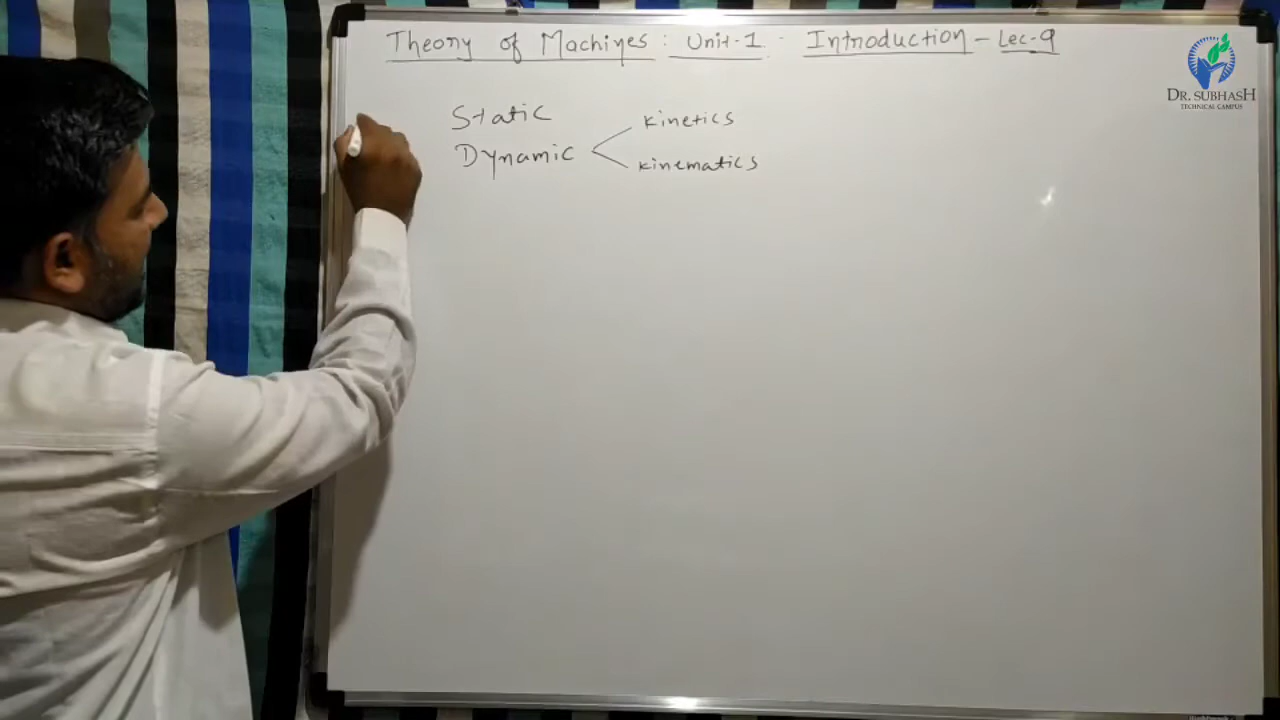 Theory of Machines: Unit-1: Introduction - Lec-9
Static
Dynamic
kinetics
kinematics
DR. SUBHASH
TECHNICAL CAMPUS